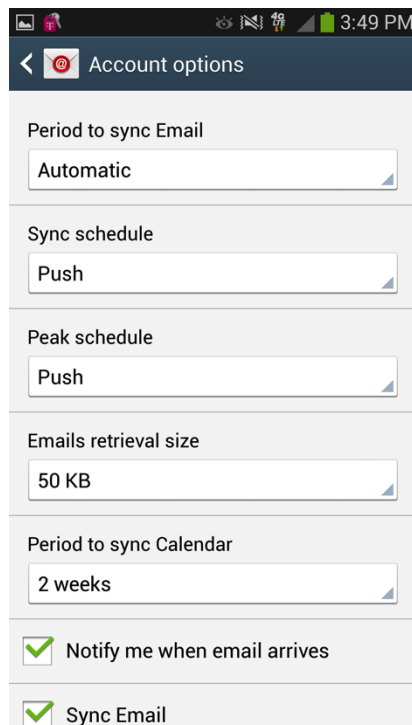 4G 3:49 PM
Account options
Period to sync Email
Automatic
Sync schedule
Push
Peak schedule
Push
Emails retrieval size
50 KB
Period to sync Calendar
2 weeks
Notify me when email arrives
Sync Email